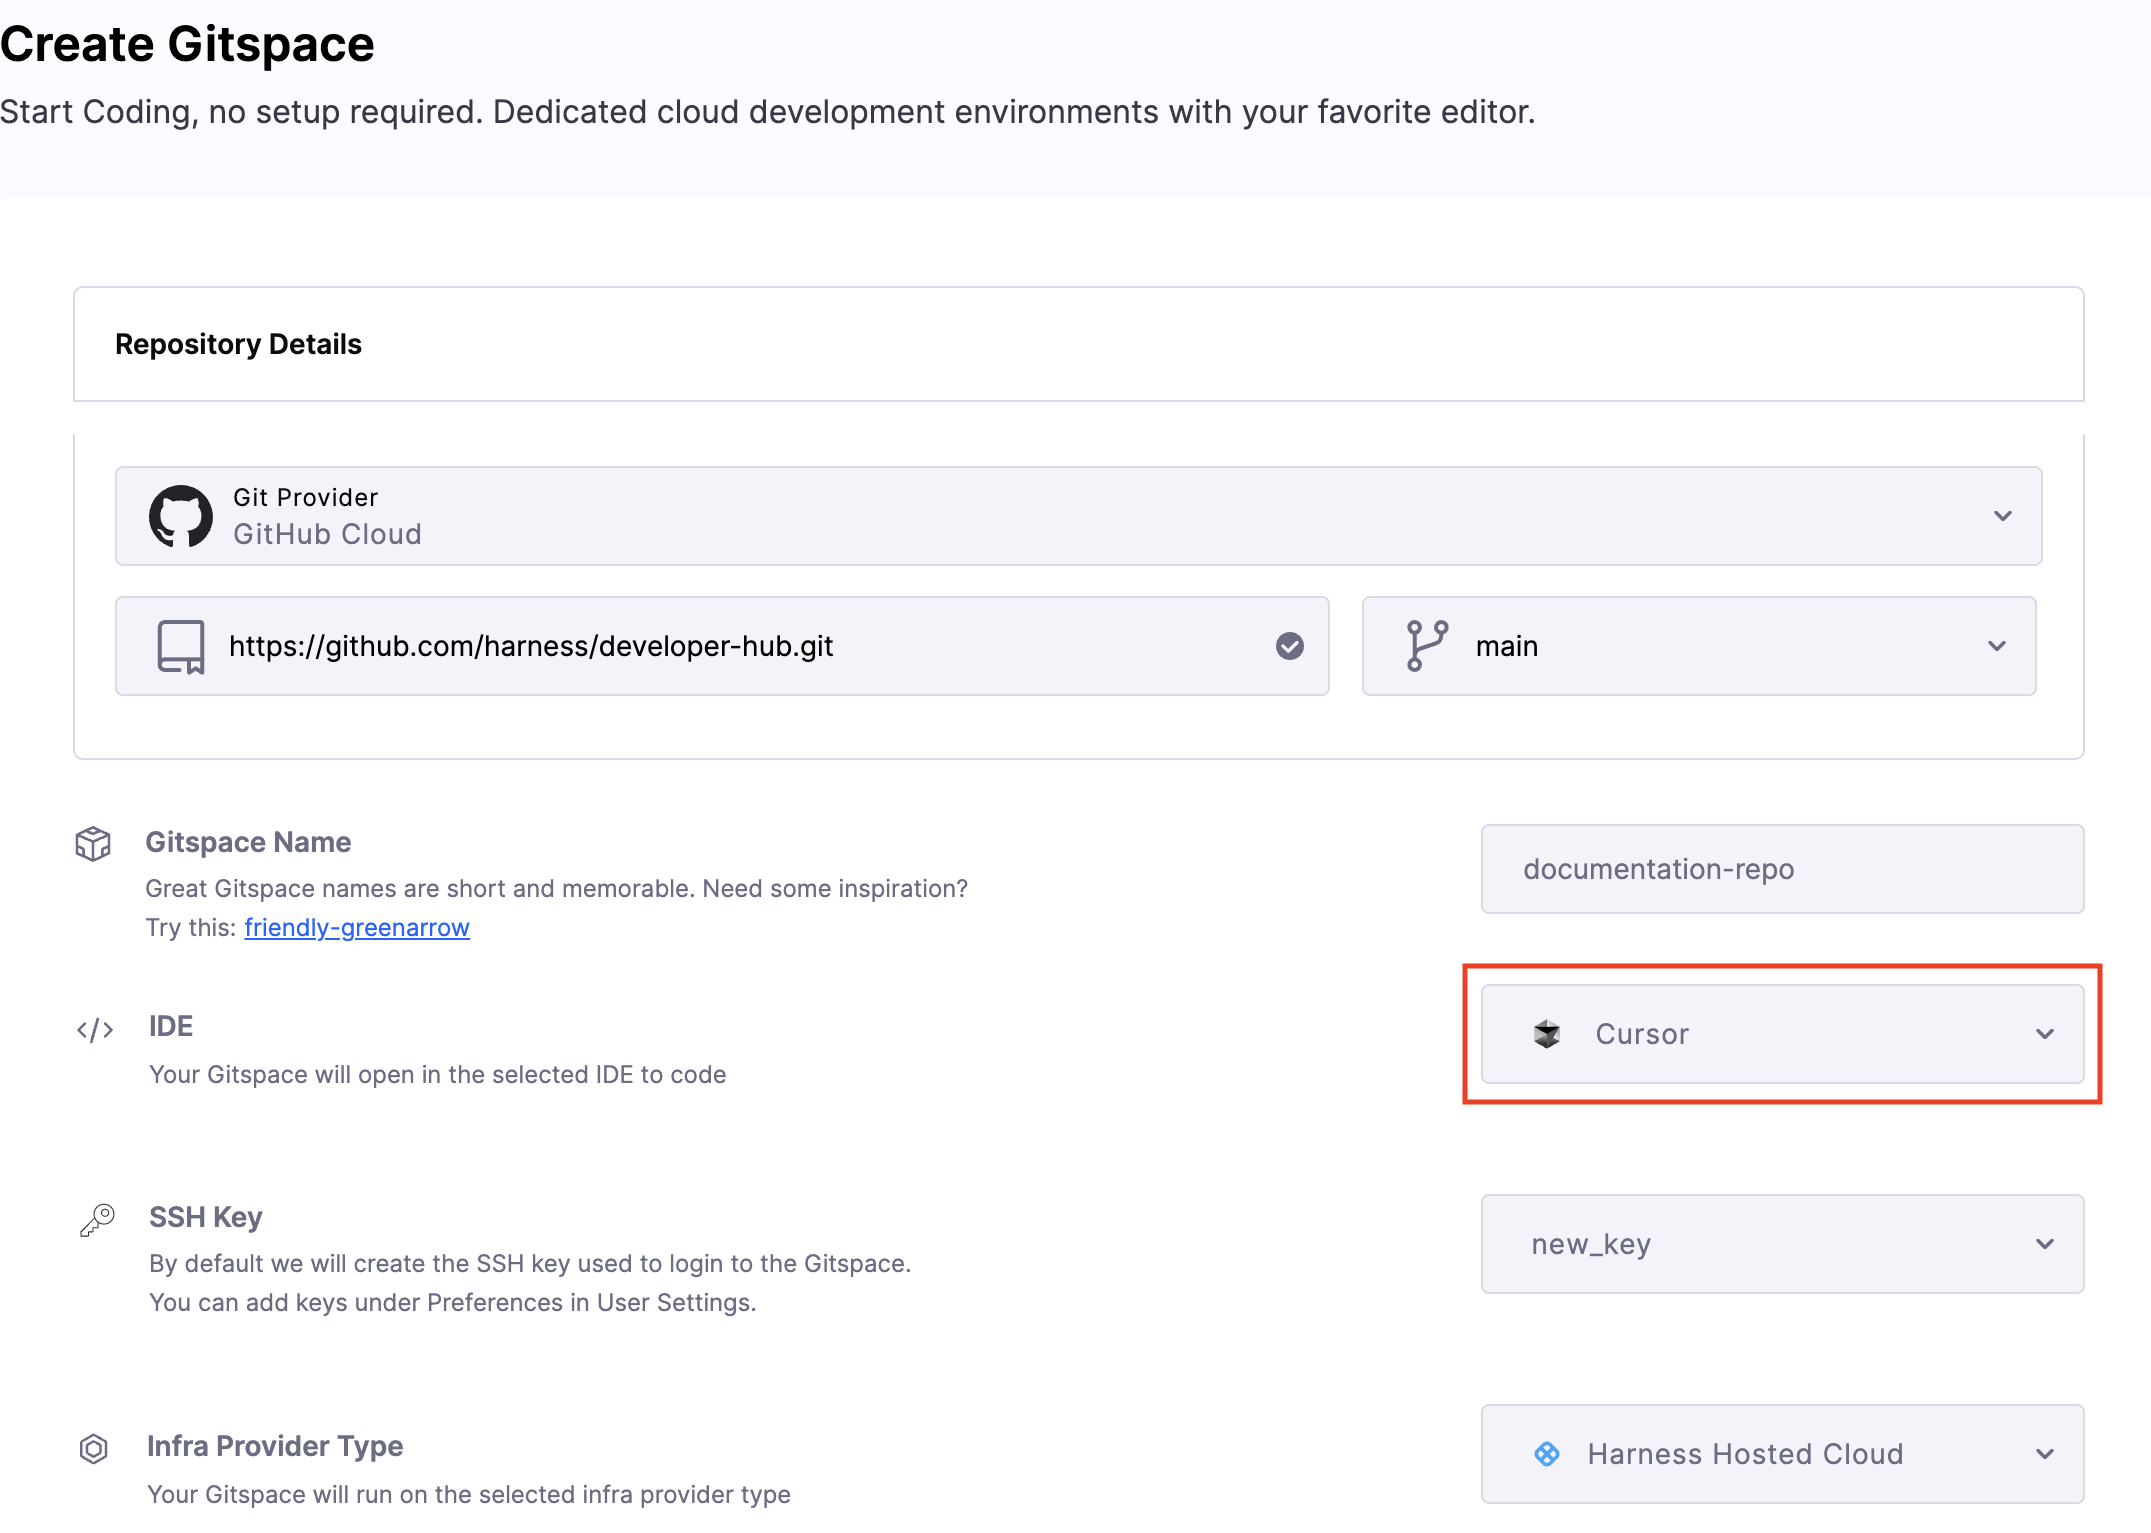 Create Gitspace
Start Coding, no setup required. Dedicated cloud development environments with your favorite editor.
Repository Details
Git Provider
GitHub Cloud
https://github.com/harness/developer-hub.git
main
Gitspace Name
Great Gitspace names are short and memorable. Need some inspiration?
Try this: friendly-greenarrow
documentation-repo
IDE
Your Gitspace will open in the selected IDE to code
Cursor
SSH Key
By default we will create the SSH key used to login to the Gitspace.
You can add keys under Preferences in User Settings.
new_key
Infra Provider Type
Your Gitspace will run on the selected infra provider type
Harness Hosted Cloud